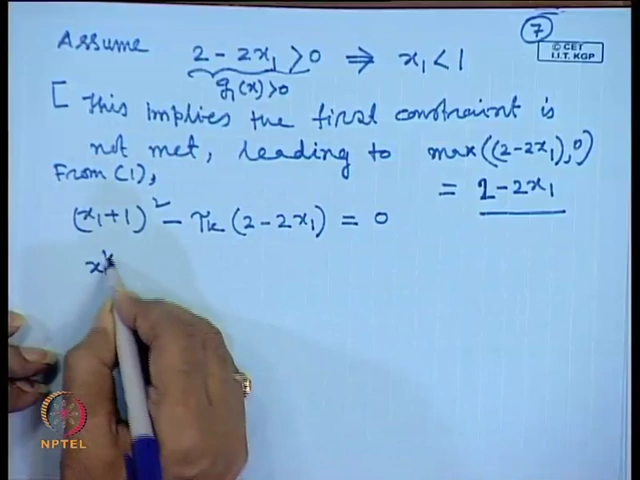 7
© CET
I.I.T. KGP
Assume 2 - 2x₁ > 0 ⇒ x₁ < 1
g₁(x) > 0
[ This implies the first constraint is
not met, leading to max((2-2x₁), 0)
= 2 - 2x₁
From (1),
(x₁+1)² - r_k (2 - 2x₁) = 0
x₁
NPTEL